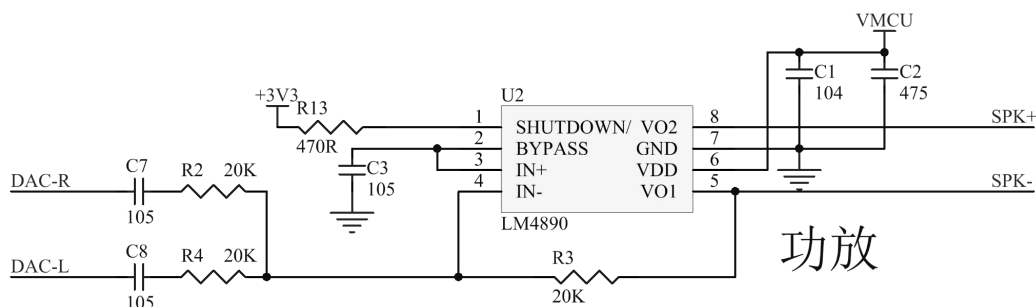 VMCU
C1
104
C2
475
+3V3
R13
470R
U2
1
SHUTDOWN/
VO2
8
SPK+
2
BYPASS
GND
7
3
IN+
VDD
6
4
IN-
VO1
5
SPK-
LM4890
C3
105
DAC-R
C7
105
R2
20K
DAC-L
C8
105
R4
20K
R3
20K
功放